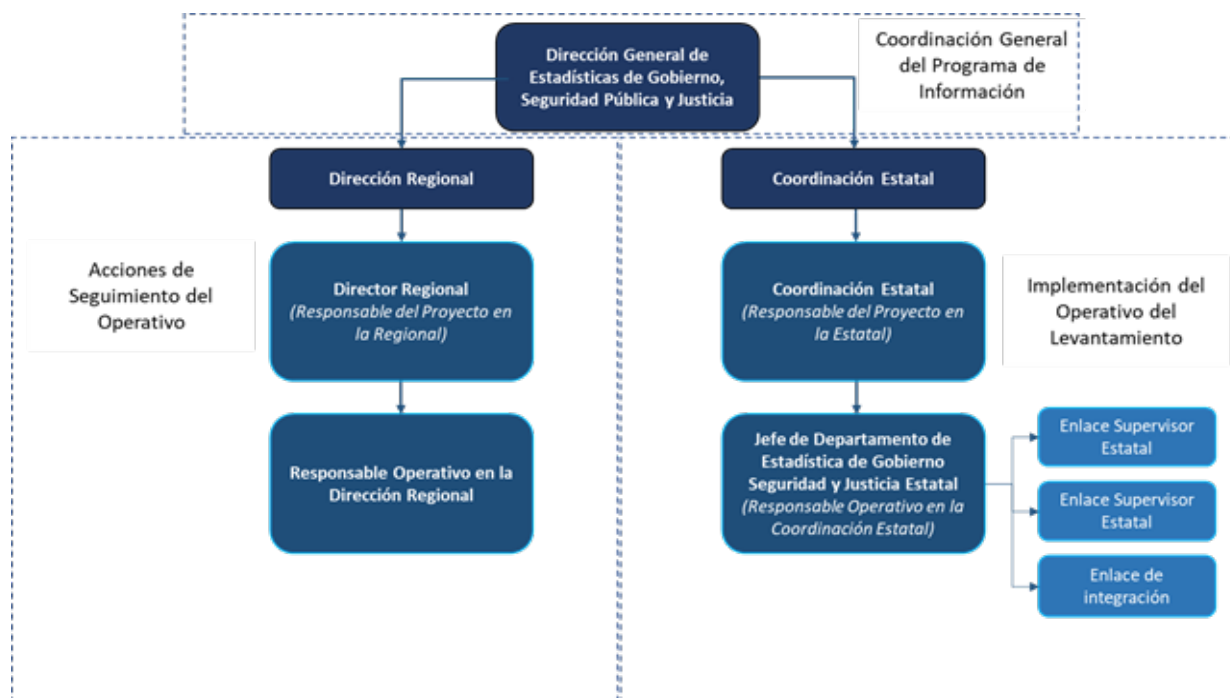 Dirección General de
Estadísticas de Gobierno,
Seguridad Pública y Justicia
Coordinación General
del Programa de
Información
Dirección Regional
Coordinación Estatal
Acciones de
Seguimiento del
Operativo
Director Regional
(Responsable del Proyecto en
la Regional)
Coordinación Estatal
(Responsable del Proyecto en
la Estatal)
Implementación del
Operativo del
Levantamiento
Responsable Operativo en la
Dirección Regional
Jefe de Departamento de
Estadística de Gobierno
Seguridad y Justicia Estatal
(Responsable Operativo en la
Coordinación Estatal)
Enlace Supervisor
Estatal
Enlace Supervisor
Estatal
Enlace de
integración